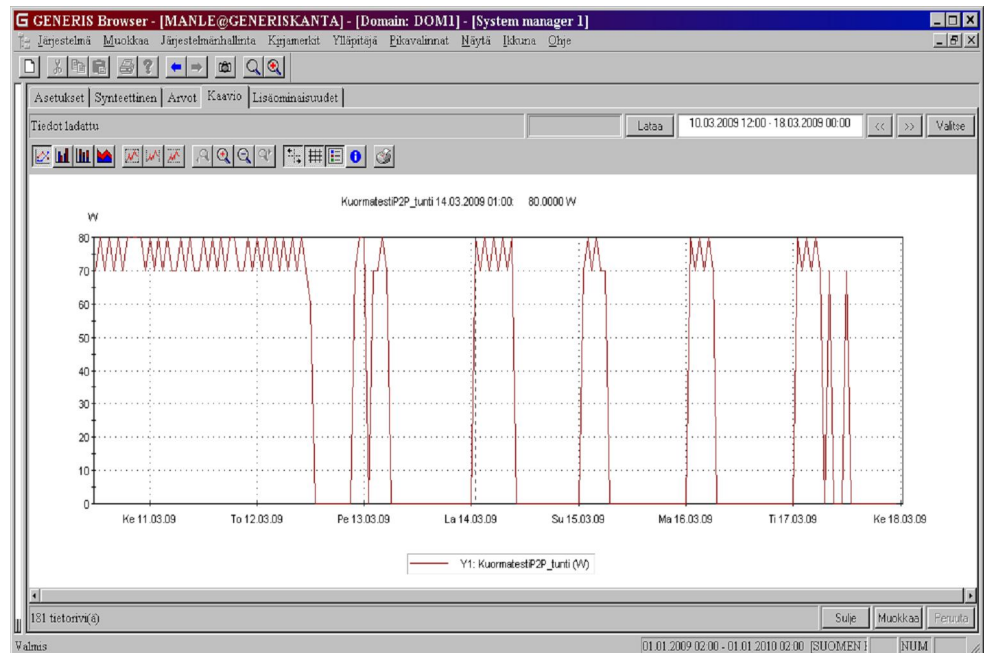 GENERIS Browser - [MANLE@GENERISKANTA] - [Domain: DOM1] - [System manager 1]
Järjestelmä Muokkaa Järjestelmänhallinta Kirjamerkit Ylläpitäjä Pikavalinnat Näytä Ikkuna Ohje
Asetukset Synteettinen Arvot Kaavio Lisäominaisuudet
Tiedot ladattu Lataa 10.03.2009 12:00 - 18.03.2009 00:00 << >> Valitse
KuormatestiP2P_tunti 14.03.2009 01:00: 80.0000 W
W
80
70
60
50
40
30
20
10
0
Ke 11.03.09 To 12.03.09 Pe 13.03.09 La 14.03.09 Su 15.03.09 Ma 16.03.09 Ti 17.03.09 Ke 18.03.09
Y1: KuormatestiP2P_tunti (W)
181 tietorivi(ä) Sulje Muokkaa Peruuta
Valmis 01.01.2009 02:00 - 01.01.2010 02:00 [SUOMEN NUM